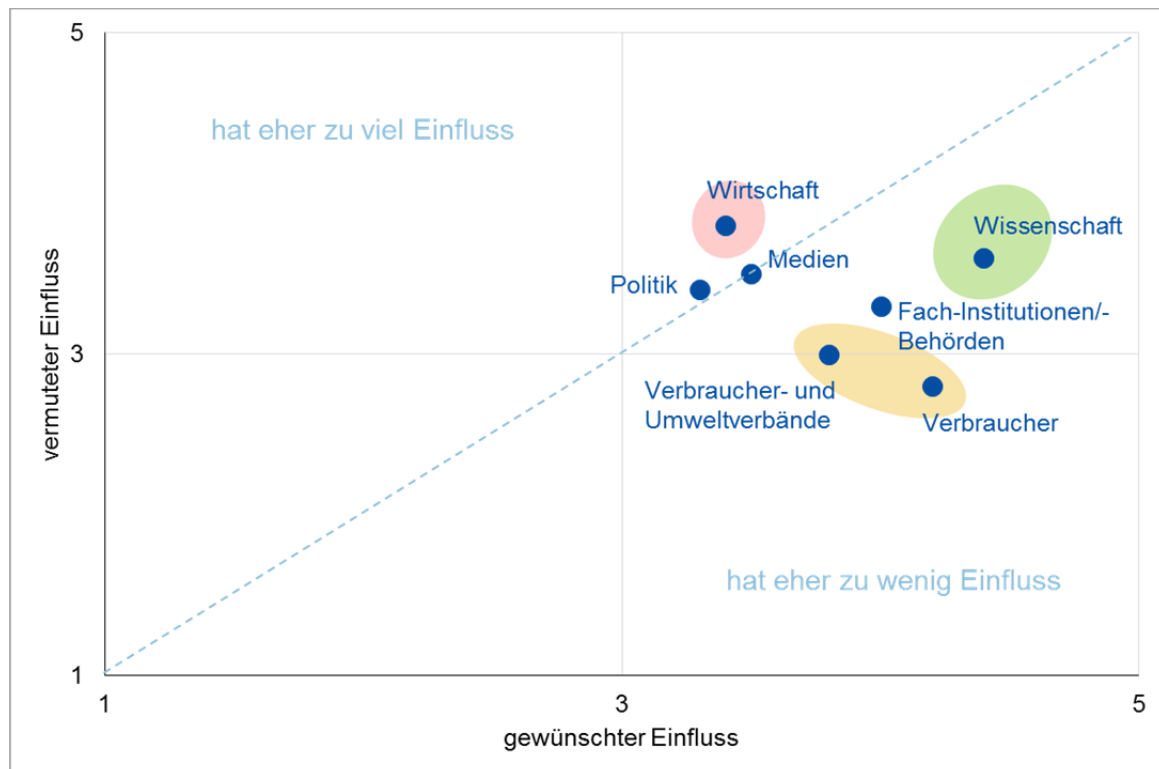 5
hat eher zu viel Einfluss
Wirtschaft
Wissenschaft
Medien
Politik
Fach-Institutionen/-
Behörden
vermuteter Einfluss
3
Verbraucher- und
Umweltverbände
Verbraucher
hat eher zu wenig Einfluss
1
1
3
5
gewünschter Einfluss